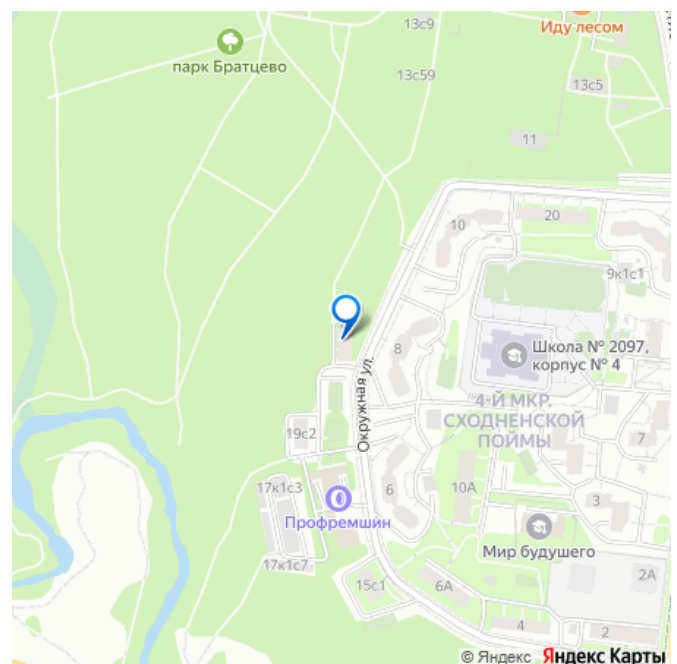 13с9
Иду лесом
парк Братцево
13с59
13с5
11
20
10
9к1с1
Школа № 2097,
корпус № 4
8
Окружная ул.
4-Й МКР.
СХОДНЕНСКОЙ
ПОЙМЫ
19с2
7
17к1с3
6
10А
3
Профремшин
Мир будущего
17к1с7
15с1
6А
2А
4
2
© Яндекс Яндекс Карты